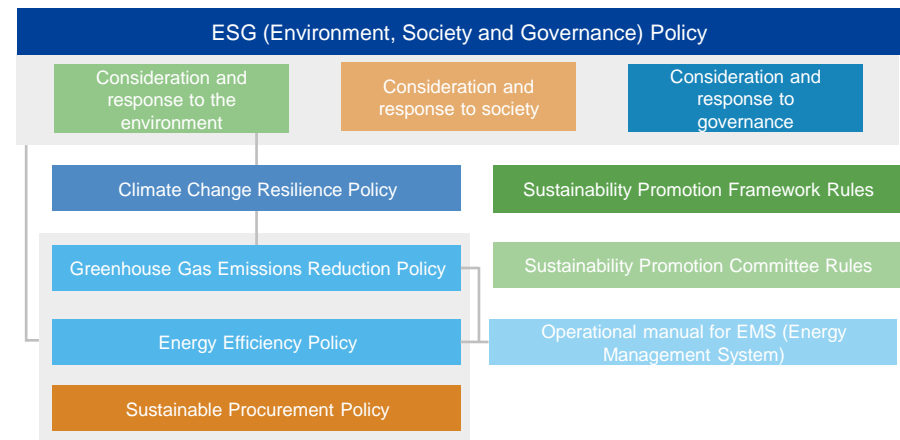 ESG (Environment, Society and Governance) Policy
Consideration and
response to the
environment
Consideration and
response to society
Consideration and
response to
governance
Climate Change Resilience Policy
Sustainability Promotion Framework Rules
Greenhouse Gas Emissions Reduction Policy
Sustainability Promotion Committee Rules
Energy Efficiency Policy
Operational manual for EMS (Energy
Management System)
Sustainable Procurement Policy